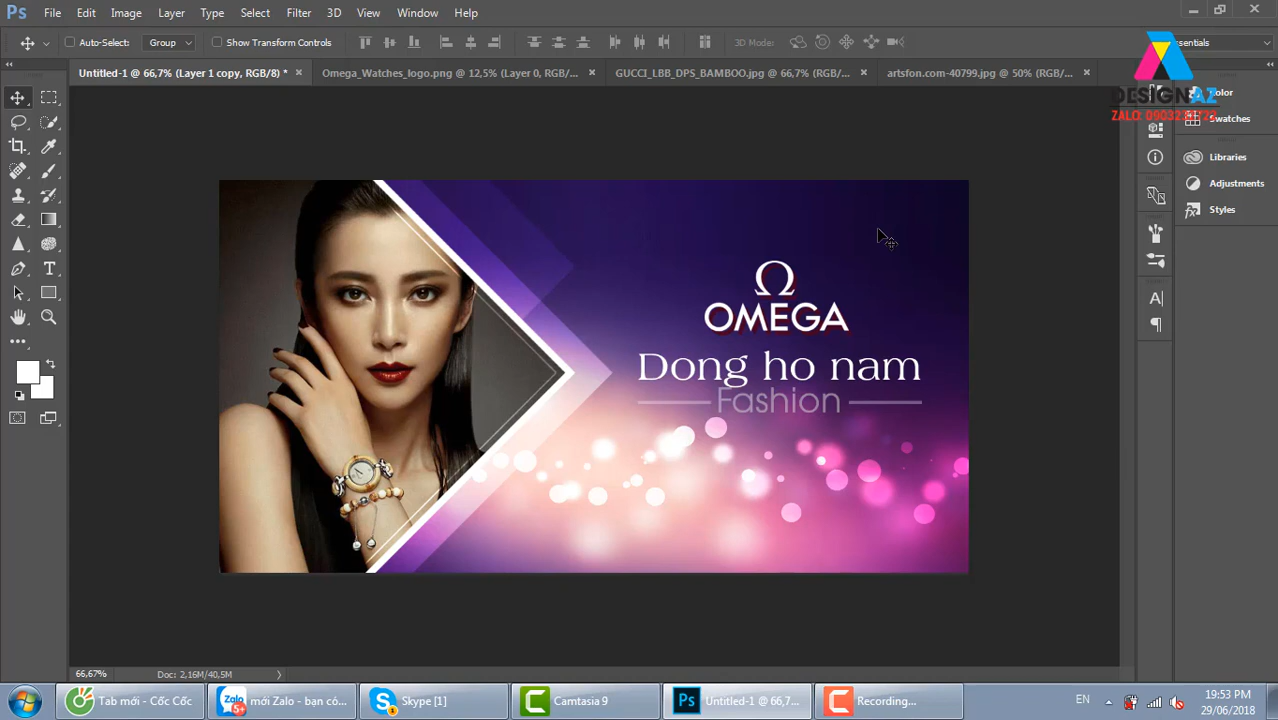 Ps File Edit Image Layer Type Select Filter 3D View Window Help
Auto-Select: Group Show Transform Controls 3D Mode: ssentials
Untitled-1 @ 66,7% (Layer 1 copy, RGB/8) * × Omega_Watches_logo.png @ 12,5% (Layer 0, RGB/... × GUCCI_LBB_DPS_BAMBOO.jpg @ 66,7% (RGB/... × artsfon.com-40799.jpg @ 50% (RGB/... ×
Color
DESIGNAZ
ZALO:
Swatches
Libraries
Adjustments
Styles
Ω
OMEGA
Dong ho nam
Fashion
66,67% Doc: 2,16M/40,5M
Tab mới - Cốc Cốc
mới Zalo - bạn có...
Skype [1]
Camtasia 9
Untitled-1 @ 66,7...
Recording...
EN
19:53 PM
29/06/2018